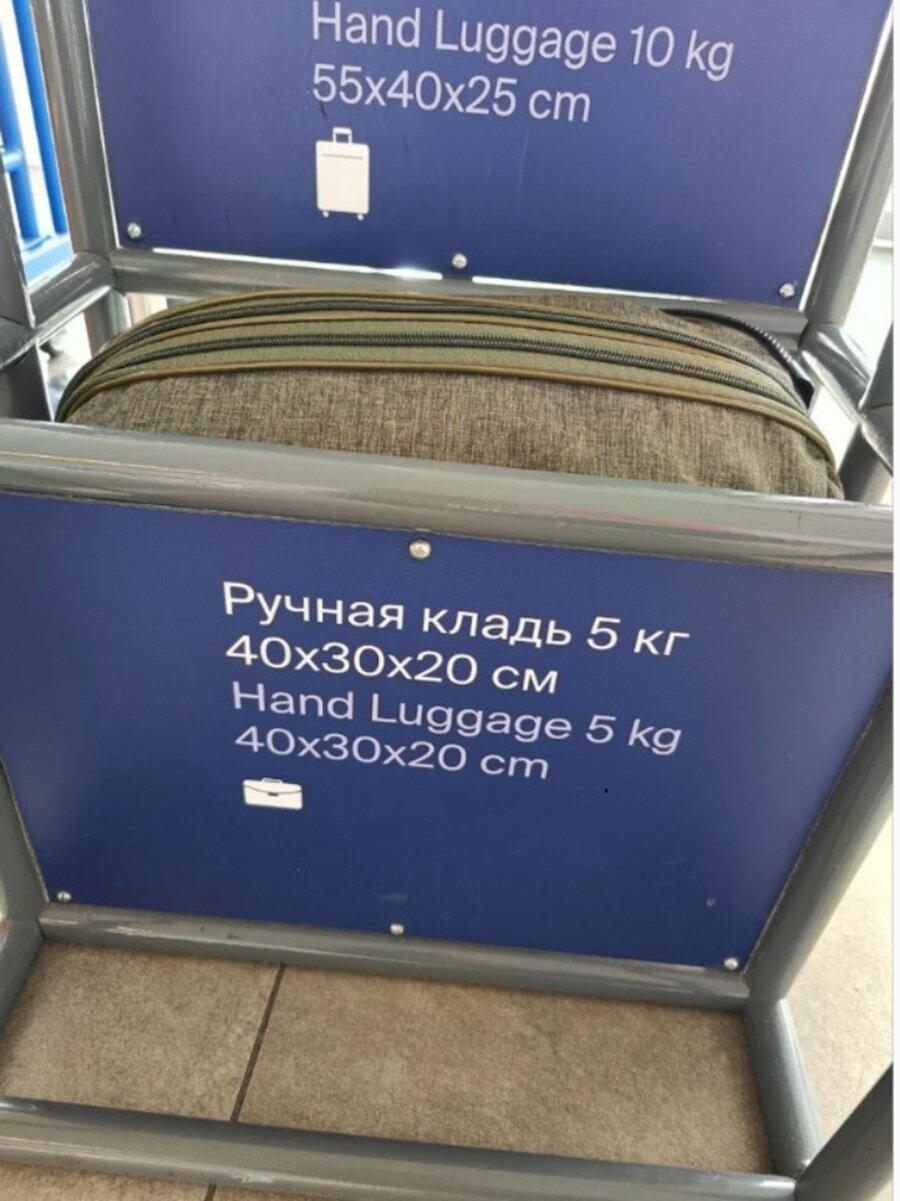 Hand Luggage 10 kg
55x40x25 cm
Ручная кладь 5 кг
40x30x20 см
Hand Luggage 5 kg
40x30x20 cm